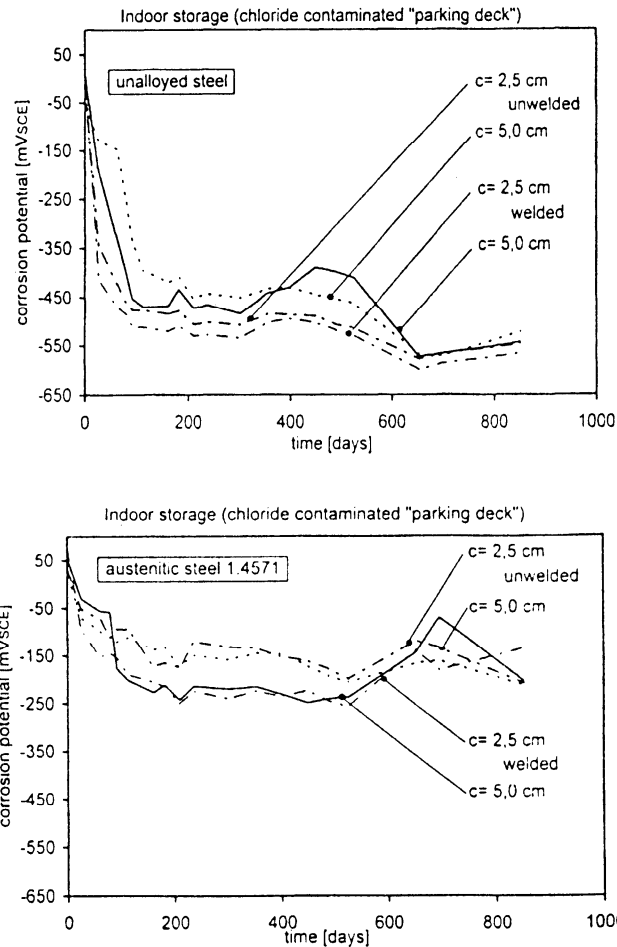 Indoor storage (chloride contaminated "parking deck")
corrosion potential [mVSCE]
50
-50
-150
-250
-350
-450
-550
-650
unalloyed steel
c= 2,5 cm
unwelded
c= 5,0 cm
c= 2,5 cm
welded
c= 5,0 cm
0
200
400
600
800
1000
time [days]
Indoor storage (chloride contaminated "parking deck")
corrosion potential [mVSCE]
50
-50
-150
-250
-350
-450
-550
-650
austenitic steel 1.4571
c= 2,5 cm
unwelded
c= 5,0 cm
c= 2,5 cm
welded
c= 5,0 cm
0
200
400
600
800
time [days]